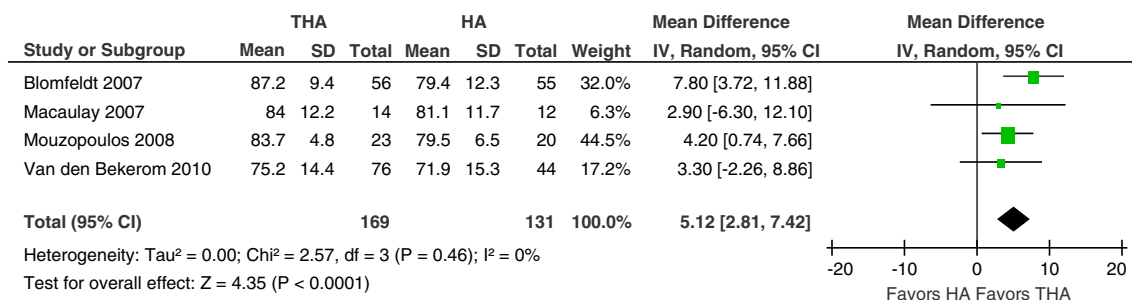 THA HA Mean Difference Mean Difference
Study or Subgroup Mean SD Total Mean SD Total Weight IV, Random, 95% CI IV, Random, 95% CI
Blomfeldt 2007 87.2 9.4 56 79.4 12.3 55 32.0% 7.80 [3.72, 11.88]
Macaulay 2007 84 12.2 14 81.1 11.7 12 6.3% 2.90 [-6.30, 12.10]
Mouzopoulos 2008 83.7 4.8 23 79.5 6.5 20 44.5% 4.20 [0.74, 7.66]
Van den Bekerom 2010 75.2 14.4 76 71.9 15.3 44 17.2% 3.30 [-2.26, 8.86]
Total (95% CI) 169 131 100.0% 5.12 [2.81, 7.42]
Heterogeneity: Tau² = 0.00; Chi² = 2.57, df = 3 (P = 0.46); I² = 0%
Test for overall effect: Z = 4.35 (P < 0.0001)
-20 -10 0 10 20
Favors HA Favors THA